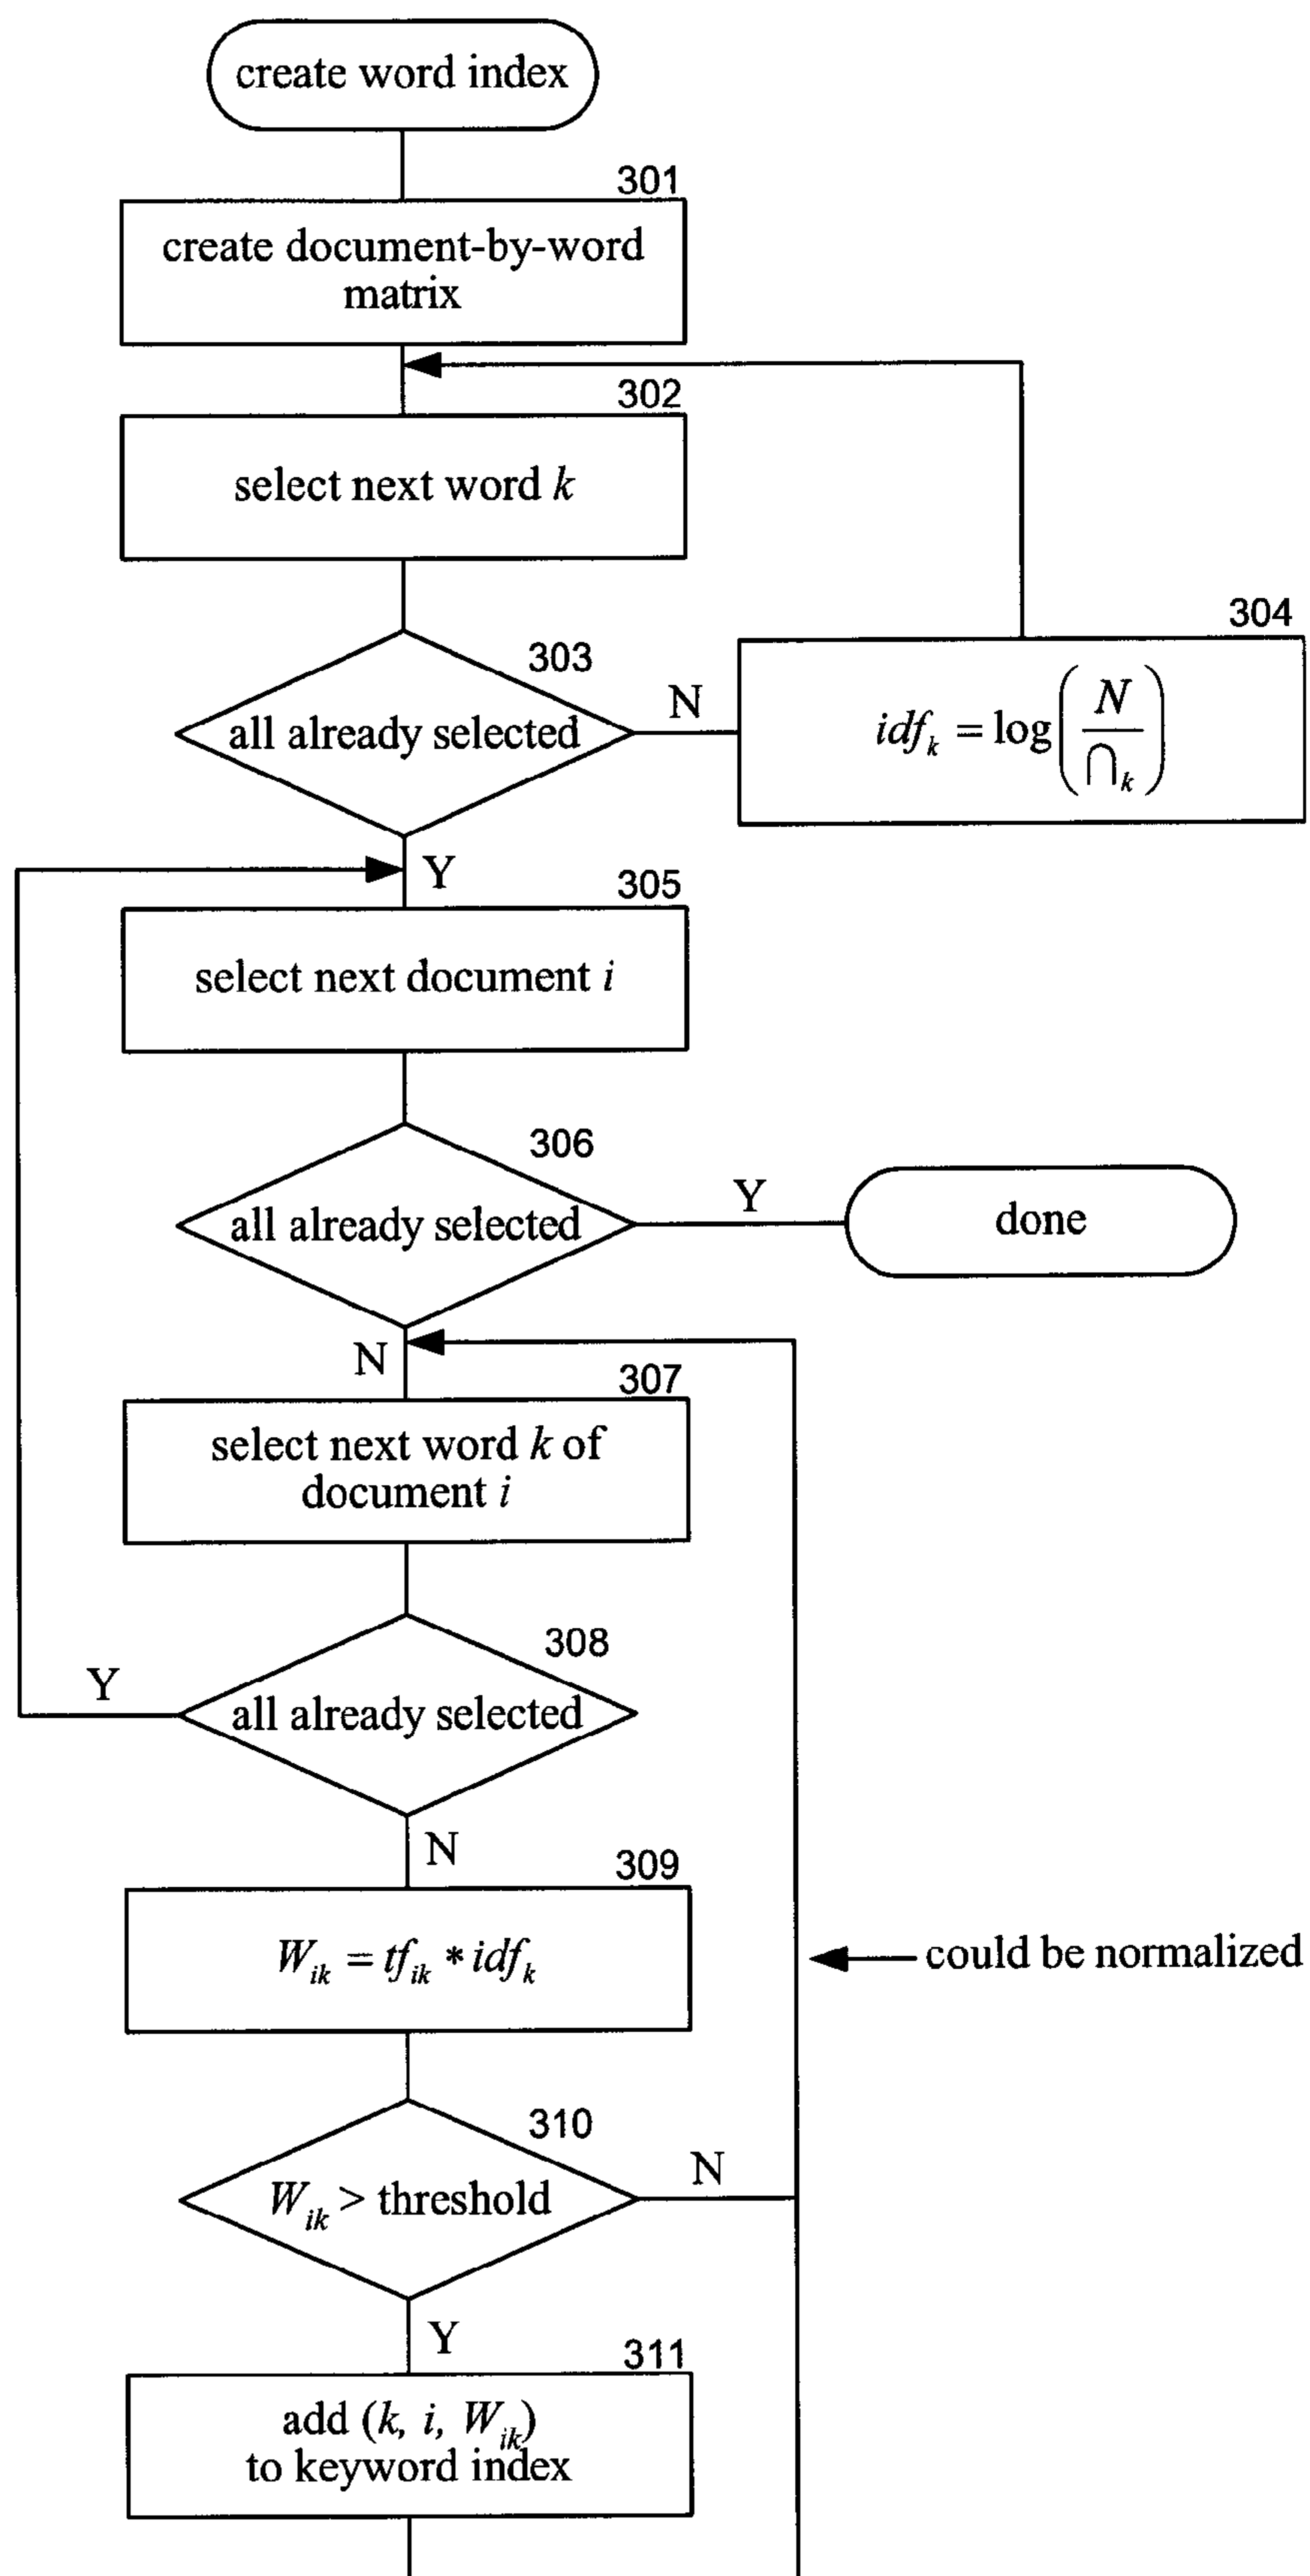 create word index
301
create document-by-word
matrix
302
select next word k
303
all already selected
N
304
idf_k = log(N / ∩_k)
Y
305
select next document i
306
all already selected
Y
done
N
307
select next word k of
document i
308
all already selected
Y
N
309
W_ik = tf_ik * idf_k
could be normalized
310
W_ik > threshold
N
Y
311
add (k, i, W_ik)
to keyword index